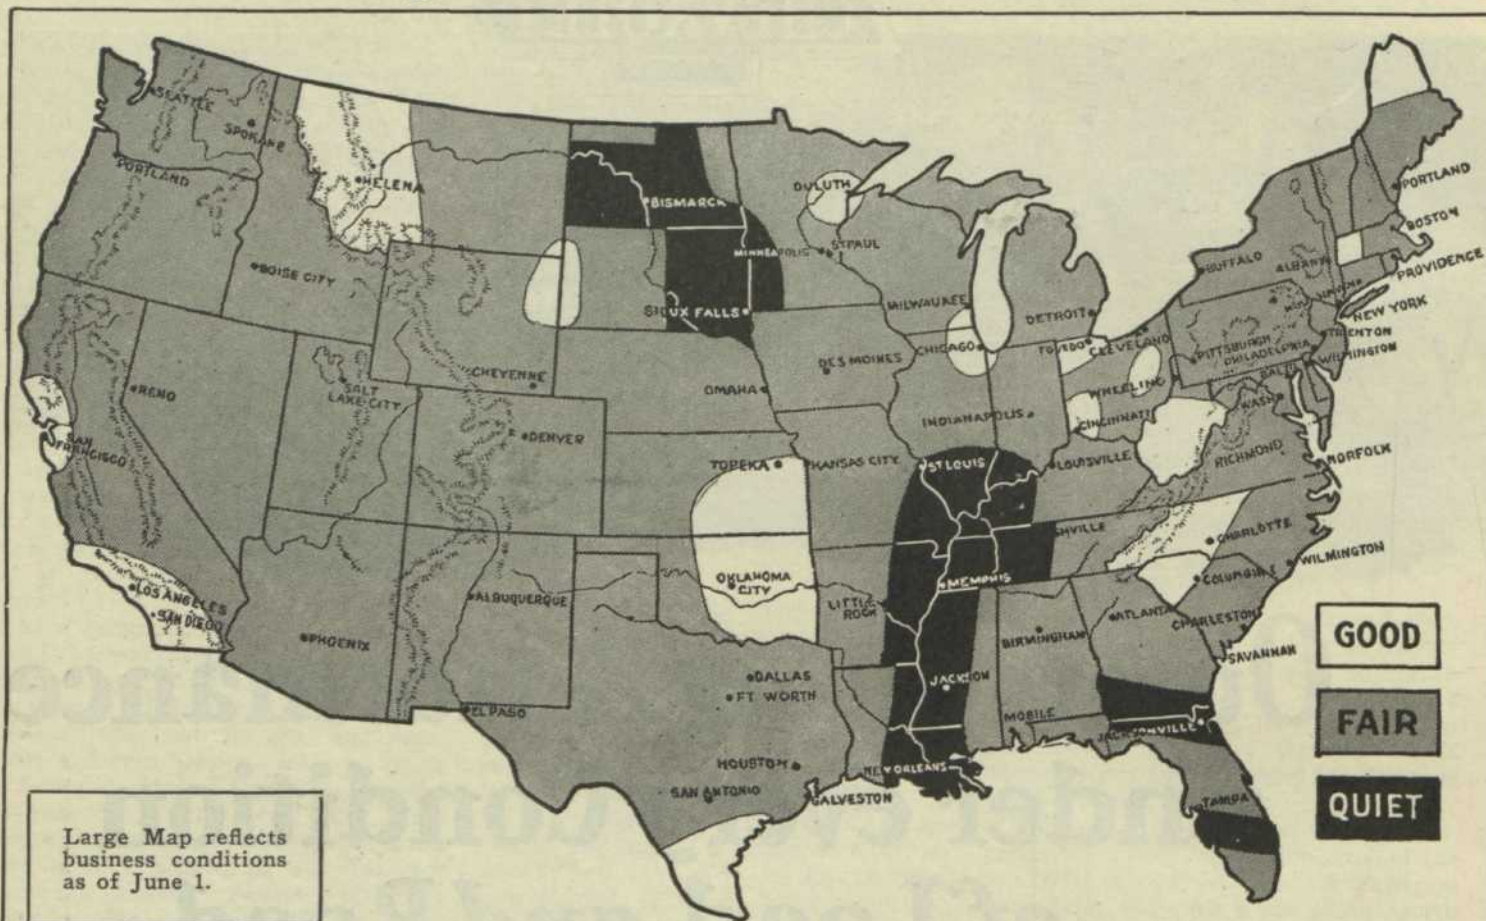 SEATTLE
SPOKANE
PORTLAND
HELENA
BISMARCK
DULUTH
MINNEAPOLIS
ST PAUL
BOISE CITY
SIOUX FALLS
MILWAUKEE
DETROIT
BUFFALO
ALBANY
PORTLAND
BOSTON
PROVIDENCE
NEW HAVEN
NEW YORK
TRENTON
PHILADELPHIA
WILMINGTON
PITTSBURGH
CLEVELAND
TOLEDO
CHICAGO
DES MOINES
OMAHA
CHEYENNE
SALT
LAKE CITY
RENO
SAN
FRANCISCO
DENVER
TOPEKA
KANSAS CITY
ST LOUIS
INDIANAPOLIS
CINCINNATI
WHEELING
BALTO
WASH.
LOUISVILLE
RICHMOND
NORFOLK
LOS ANGELES
SAN DIEGO
PHOENIX
ALBUQUERQUE
OKLAHOMA
CITY
LITTLE
ROCK
MEMPHIS
SHVILLE
CHARLOTTE
WILMINGTON
COLUMBIA
ATLANTA
CHARLESTON
SAVANNAH
BIRMINGHAM
JACKSON
DALLAS
FT WORTH
EL PASO
MOBILE
JACKSONVILLE
HOUSTON
SAN ANTONIO
GALVESTON
NEW ORLEANS
TAMPA
GOOD
FAIR
QUIET
Large Map reflects
business conditions
as of June 1.